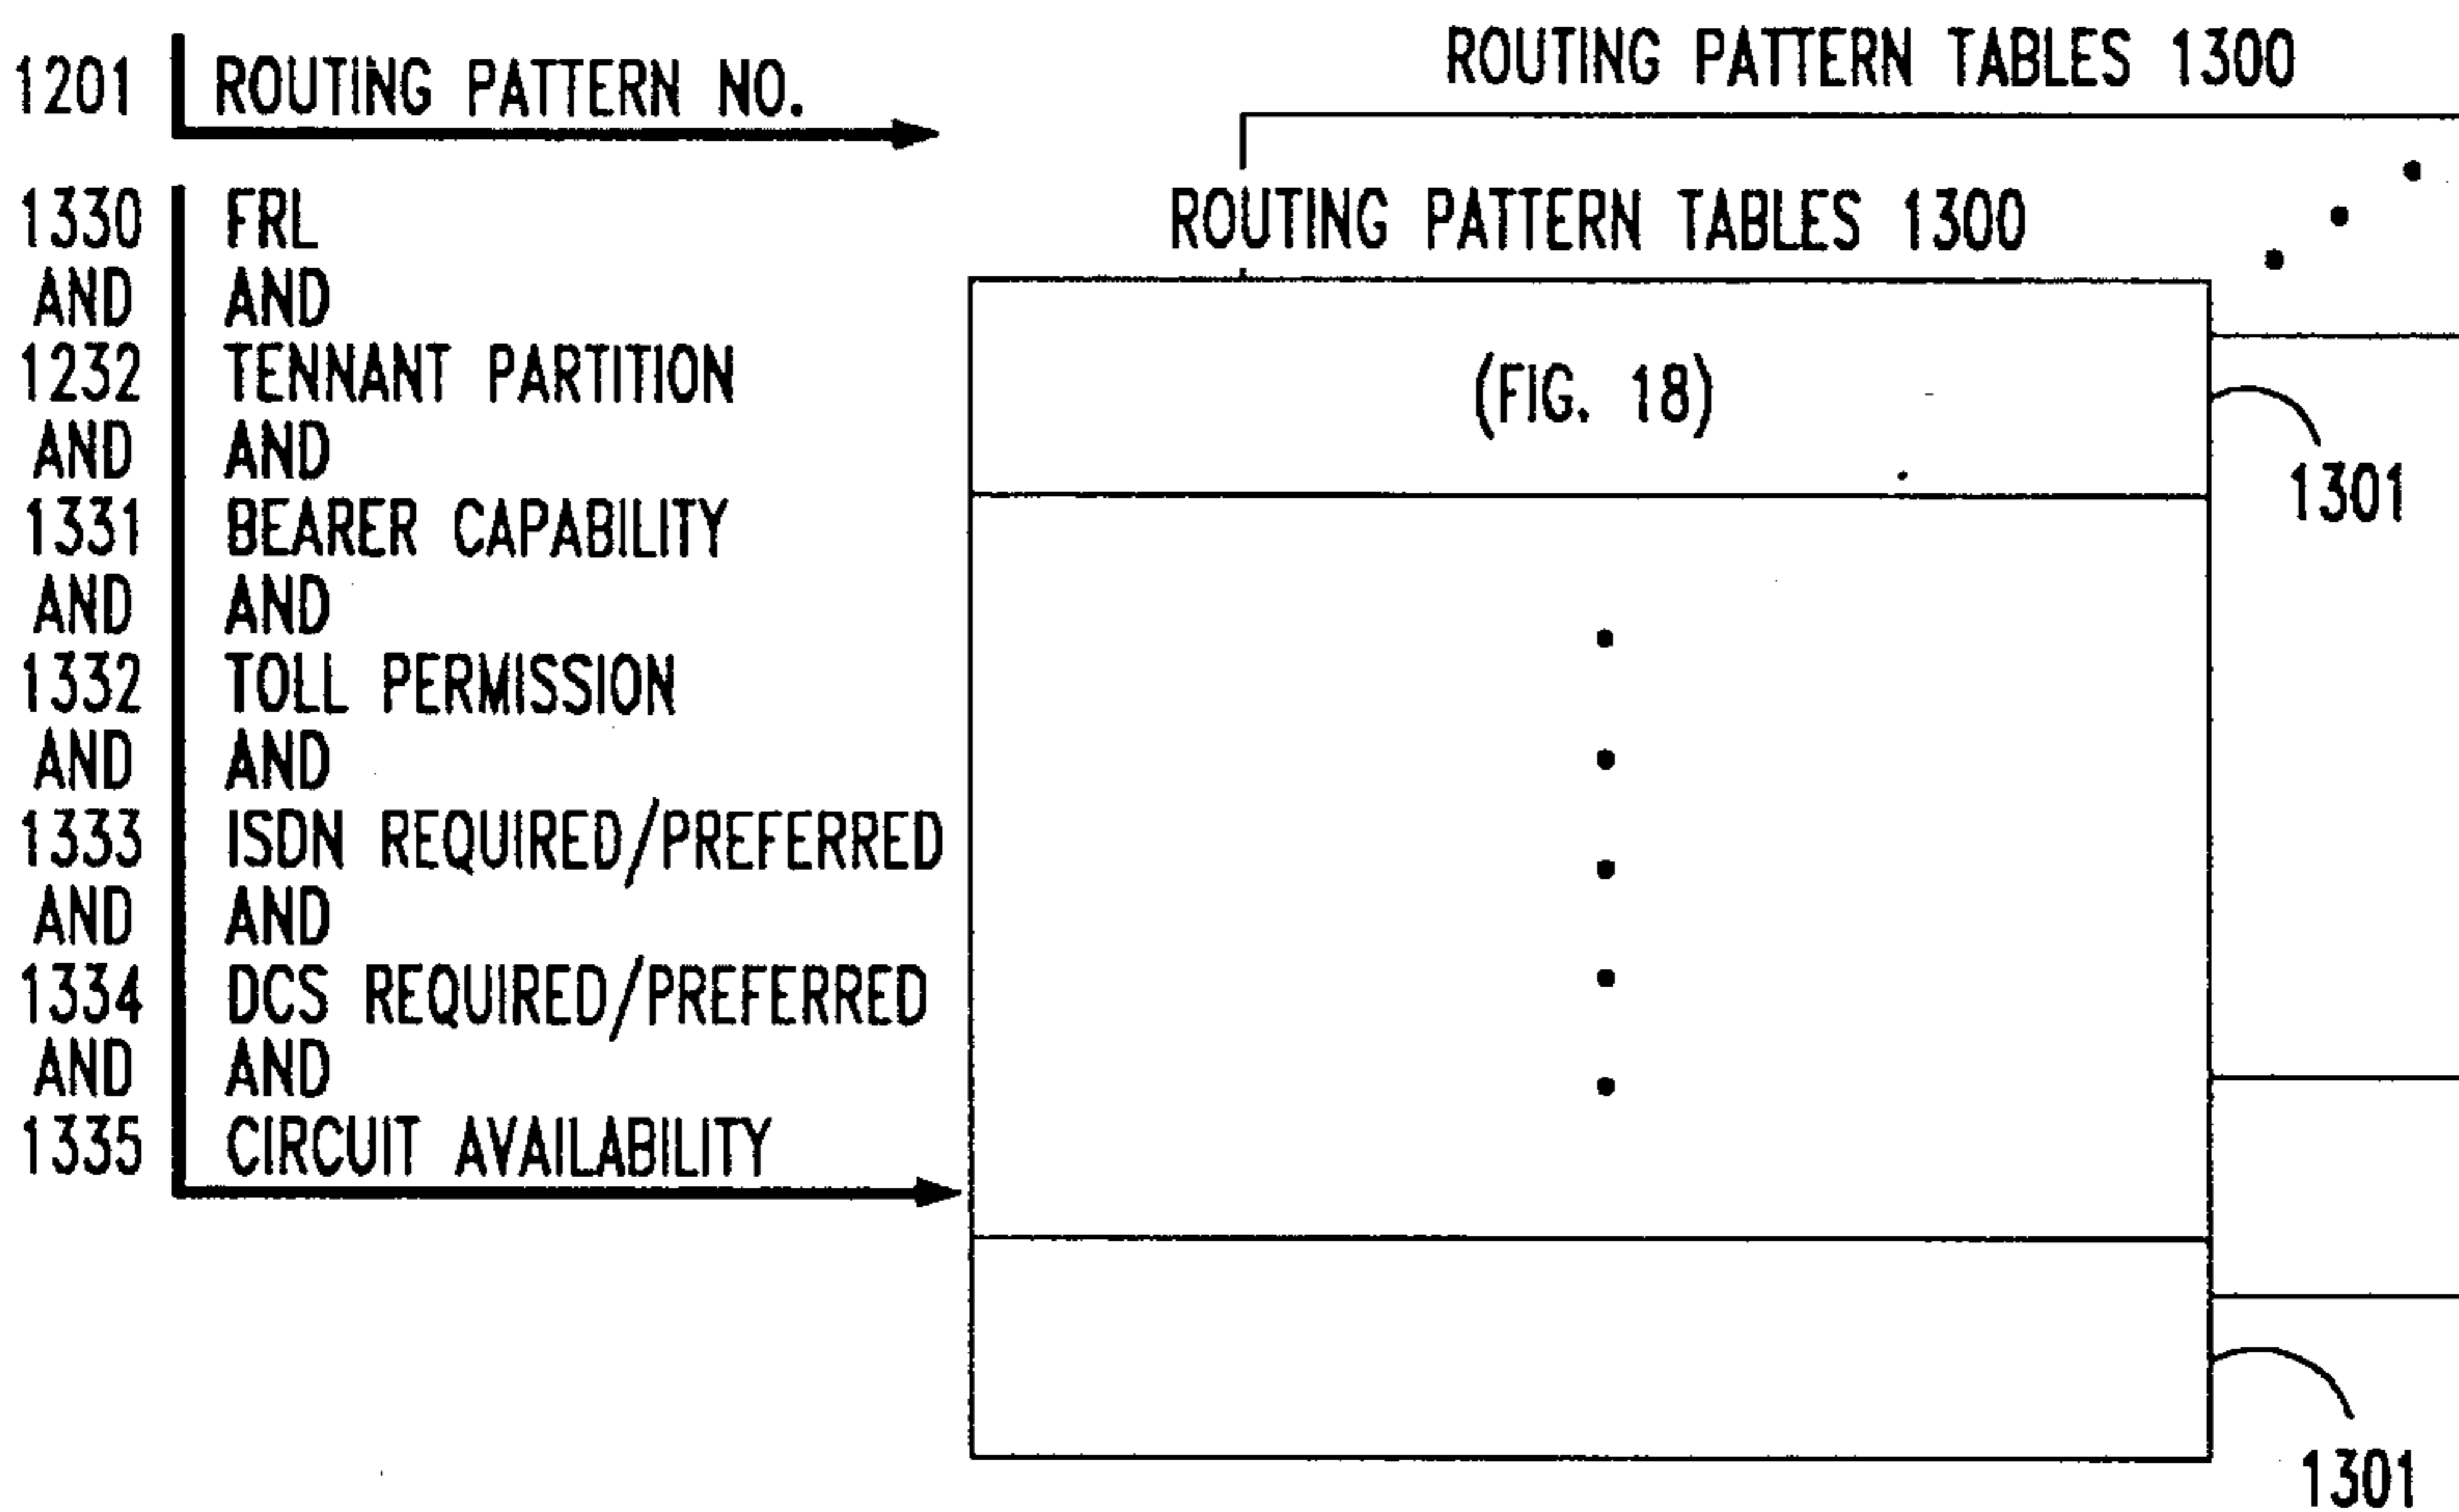 1201 ROUTING PATTERN NO.
ROUTING PATTERN TABLES 1300
ROUTING PATTERN TABLES 1300
1330 FRL
AND AND
1232 TENNANT PARTITION
AND AND
1331 BEARER CAPABILITY
AND AND
1332 TOLL PERMISSION
AND AND
1333 ISDN REQUIRED/PREFERRED
AND AND
1334 DCS REQUIRED/PREFERRED
AND AND
1335 CIRCUIT AVAILABILITY
(FIG. 18)
1301
1301